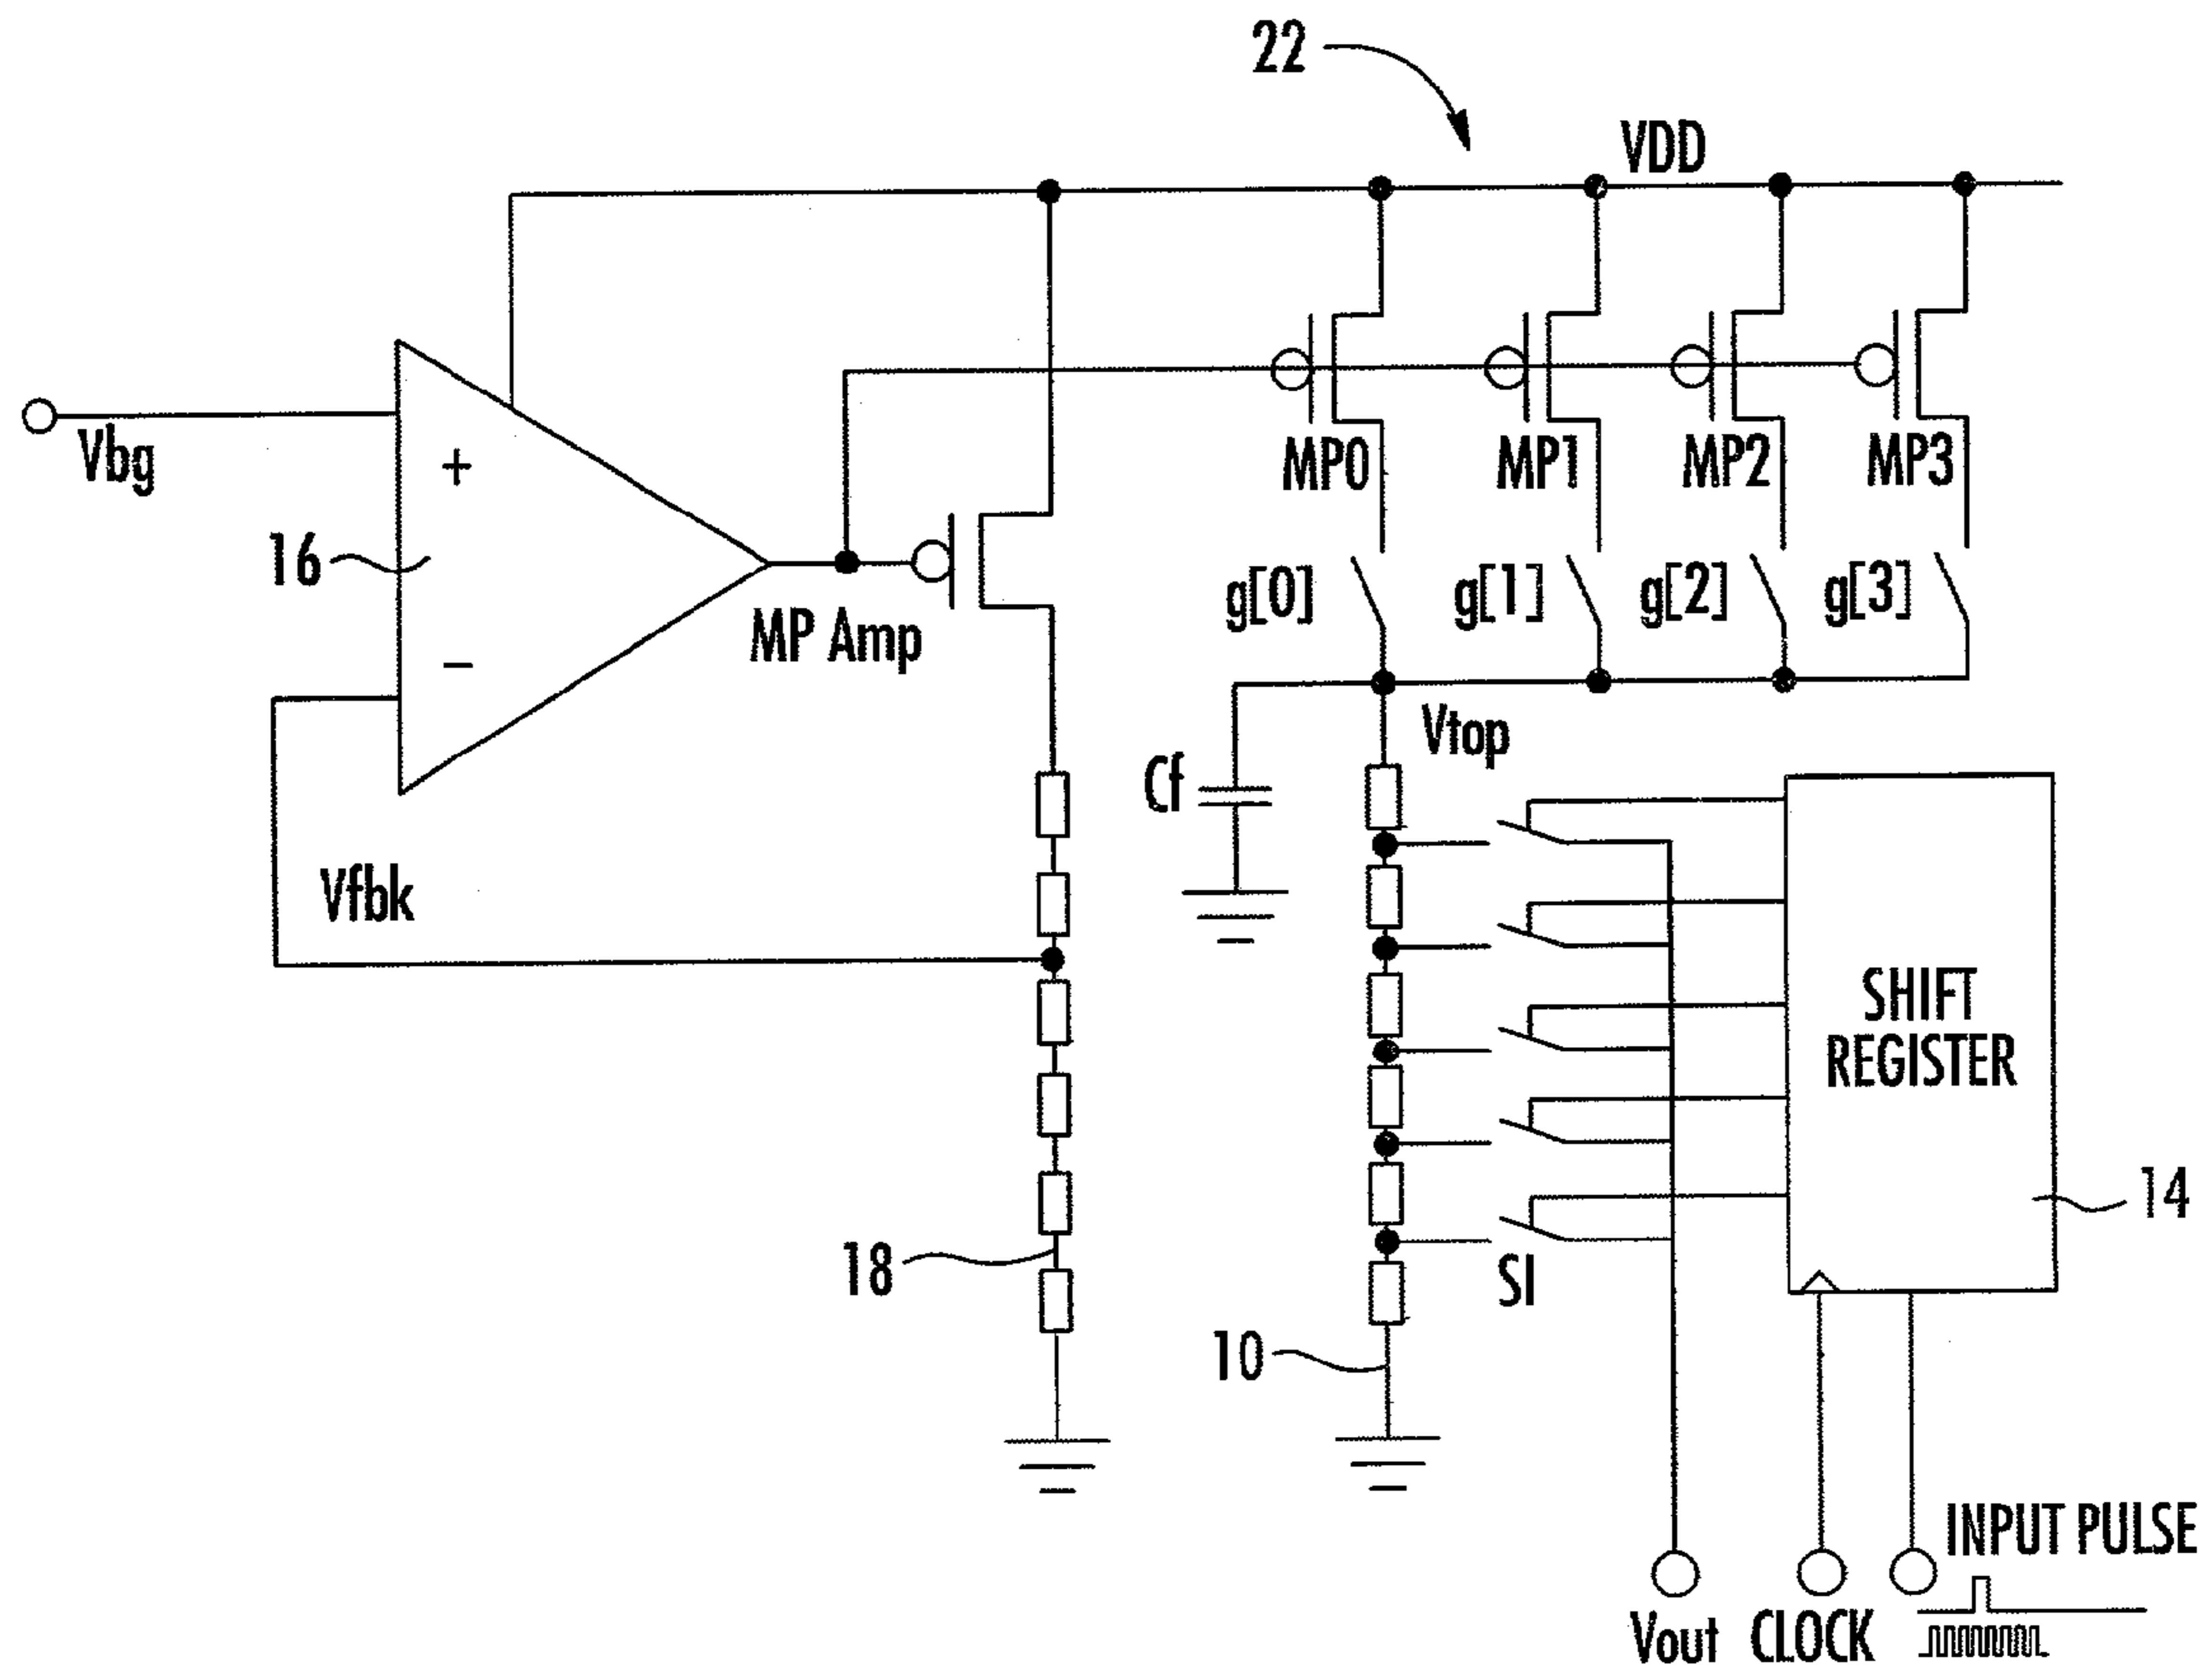 22
VDD
Vbg
+
16
−
MP Amp
MP0
MP1
MP2
MP3
g[0]
g[1]
g[2]
g[3]
Vtop
Cf
Vfbk
SHIFT
REGISTER
14
18
SI
10
INPUT PULSE
Vout
CLOCK